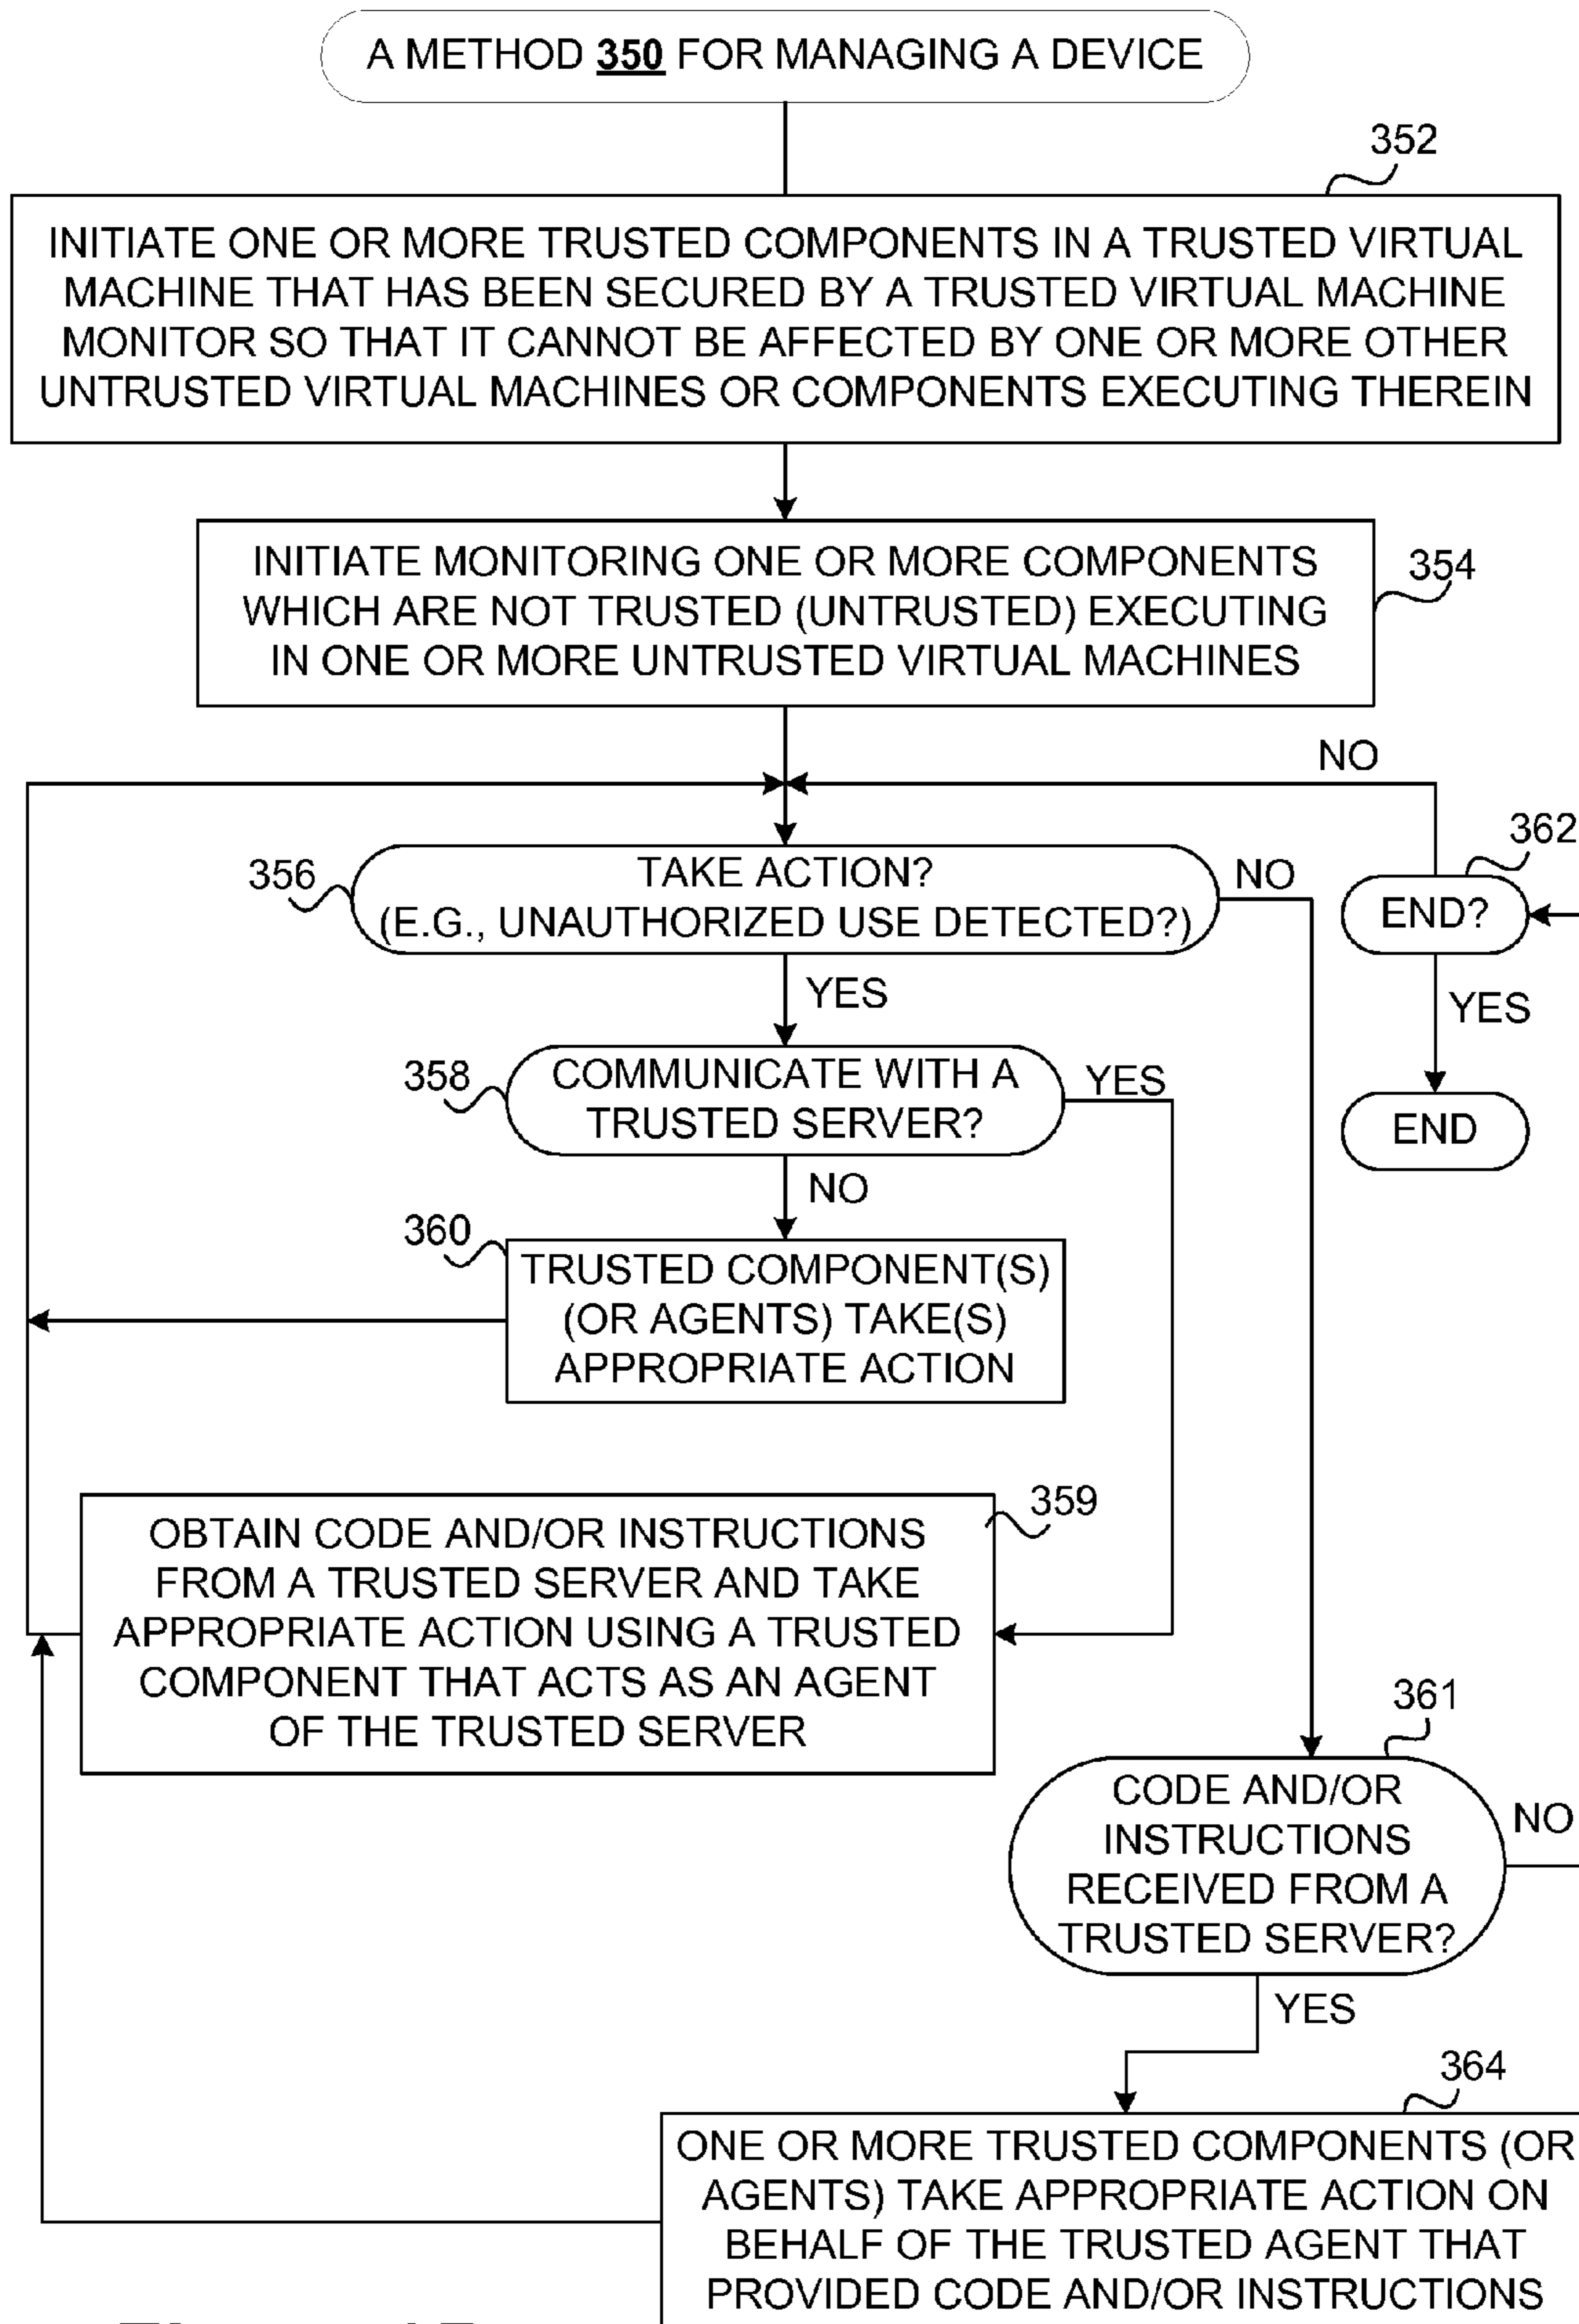 A METHOD 350 FOR MANAGING A DEVICE
352
INITIATE ONE OR MORE TRUSTED COMPONENTS IN A TRUSTED VIRTUAL
MACHINE THAT HAS BEEN SECURED BY A TRUSTED VIRTUAL MACHINE
MONITOR SO THAT IT CANNOT BE AFFECTED BY ONE OR MORE OTHER
UNTRUSTED VIRTUAL MACHINES OR COMPONENTS EXECUTING THEREIN
INITIATE MONITORING ONE OR MORE COMPONENTS
WHICH ARE NOT TRUSTED (UNTRUSTED) EXECUTING
IN ONE OR MORE UNTRUSTED VIRTUAL MACHINES
354
NO
362
356
TAKE ACTION?
(E.G., UNAUTHORIZED USE DETECTED?)
NO
END?
YES
YES
358
COMMUNICATE WITH A
TRUSTED SERVER?
YES
END
NO
360
TRUSTED COMPONENT(S)
(OR AGENTS) TAKE(S)
APPROPRIATE ACTION
359
OBTAIN CODE AND/OR INSTRUCTIONS
FROM A TRUSTED SERVER AND TAKE
APPROPRIATE ACTION USING A TRUSTED
COMPONENT THAT ACTS AS AN AGENT
OF THE TRUSTED SERVER
361
CODE AND/OR
INSTRUCTIONS
RECEIVED FROM A
TRUSTED SERVER?
NO
YES
364
ONE OR MORE TRUSTED COMPONENTS (OR
AGENTS) TAKE APPROPRIATE ACTION ON
BEHALF OF THE TRUSTED AGENT THAT
PROVIDED CODE AND/OR INSTRUCTIONS